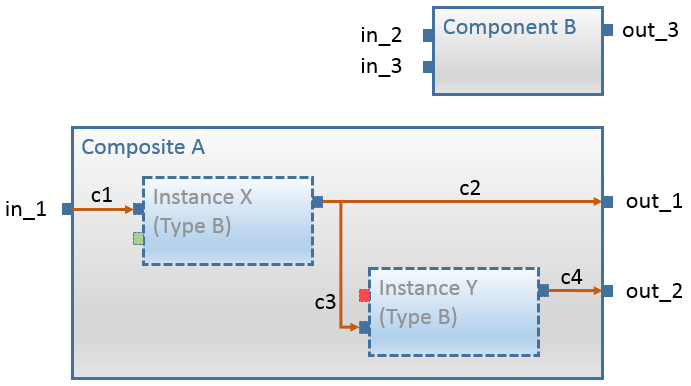 in_2
in_3
Component B
out_3
Composite A
in_1
c1
Instance X
(Type B)
c2
out_1
c3
Instance Y
(Type B)
c4
out_2